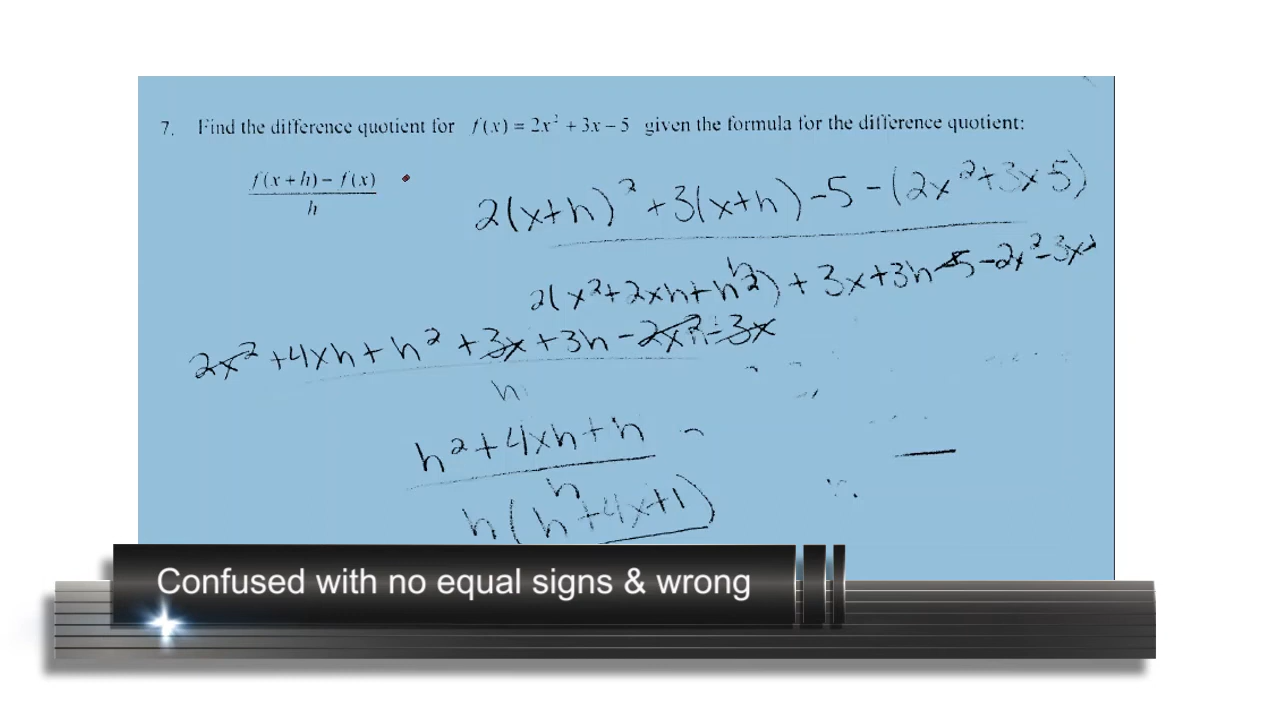 7. Find the difference quotient for f(x) = 2x² + 3x − 5 given the formula for the difference quotient:
f(x + h) − f(x)
h
2(x+h)² +3(x+h) −5 −(2x²+3x-5)
2(x²+2xh+h²) + 3x+3h −5 −2x²−3x
2x² +4xh + h² +3x +3h −2x² −3x
h
h²+4xh+h
h
h(h+4x+1)
Confused with no equal signs & wrong